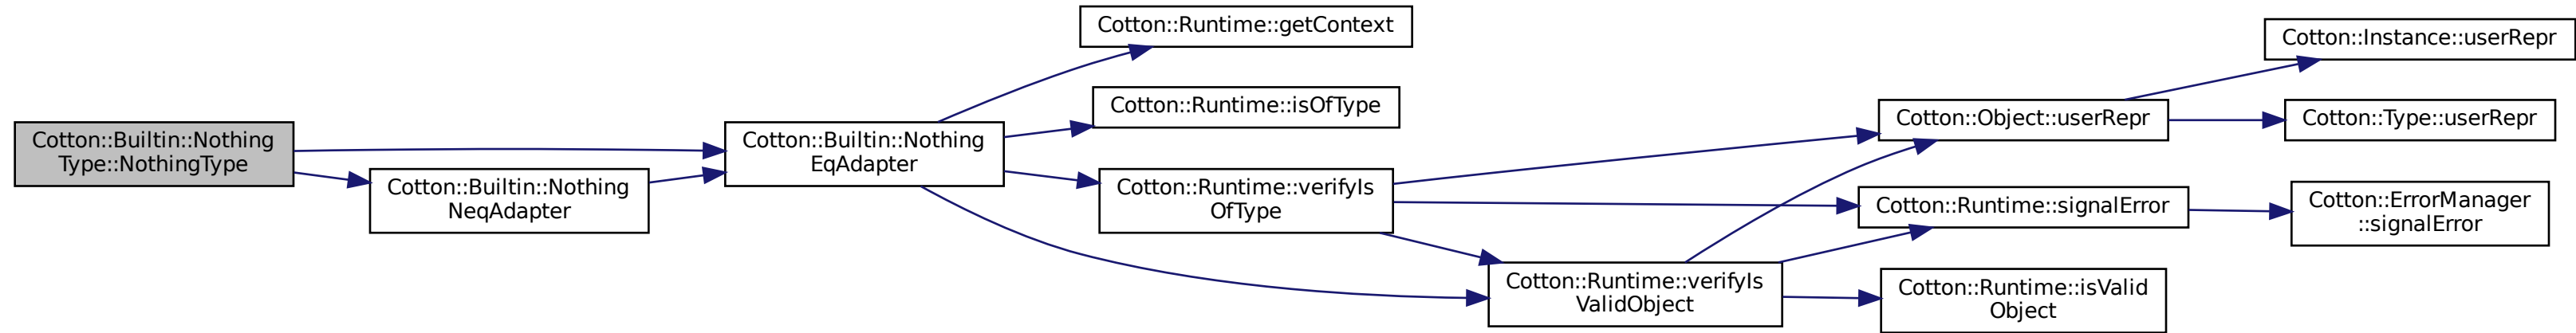 Cotton::Builtin::Nothing
Type::NothingType
Cotton::Builtin::Nothing
NeqAdapter
Cotton::Builtin::Nothing
EqAdapter
Cotton::Runtime::getContext
Cotton::Runtime::isOfType
Cotton::Runtime::verifyIs
OfType
Cotton::Runtime::verifyIs
ValidObject
Cotton::Object::userRepr
Cotton::Runtime::signalError
Cotton::Runtime::isValid
Object
Cotton::Instance::userRepr
Cotton::Type::userRepr
Cotton::ErrorManager
::signalError